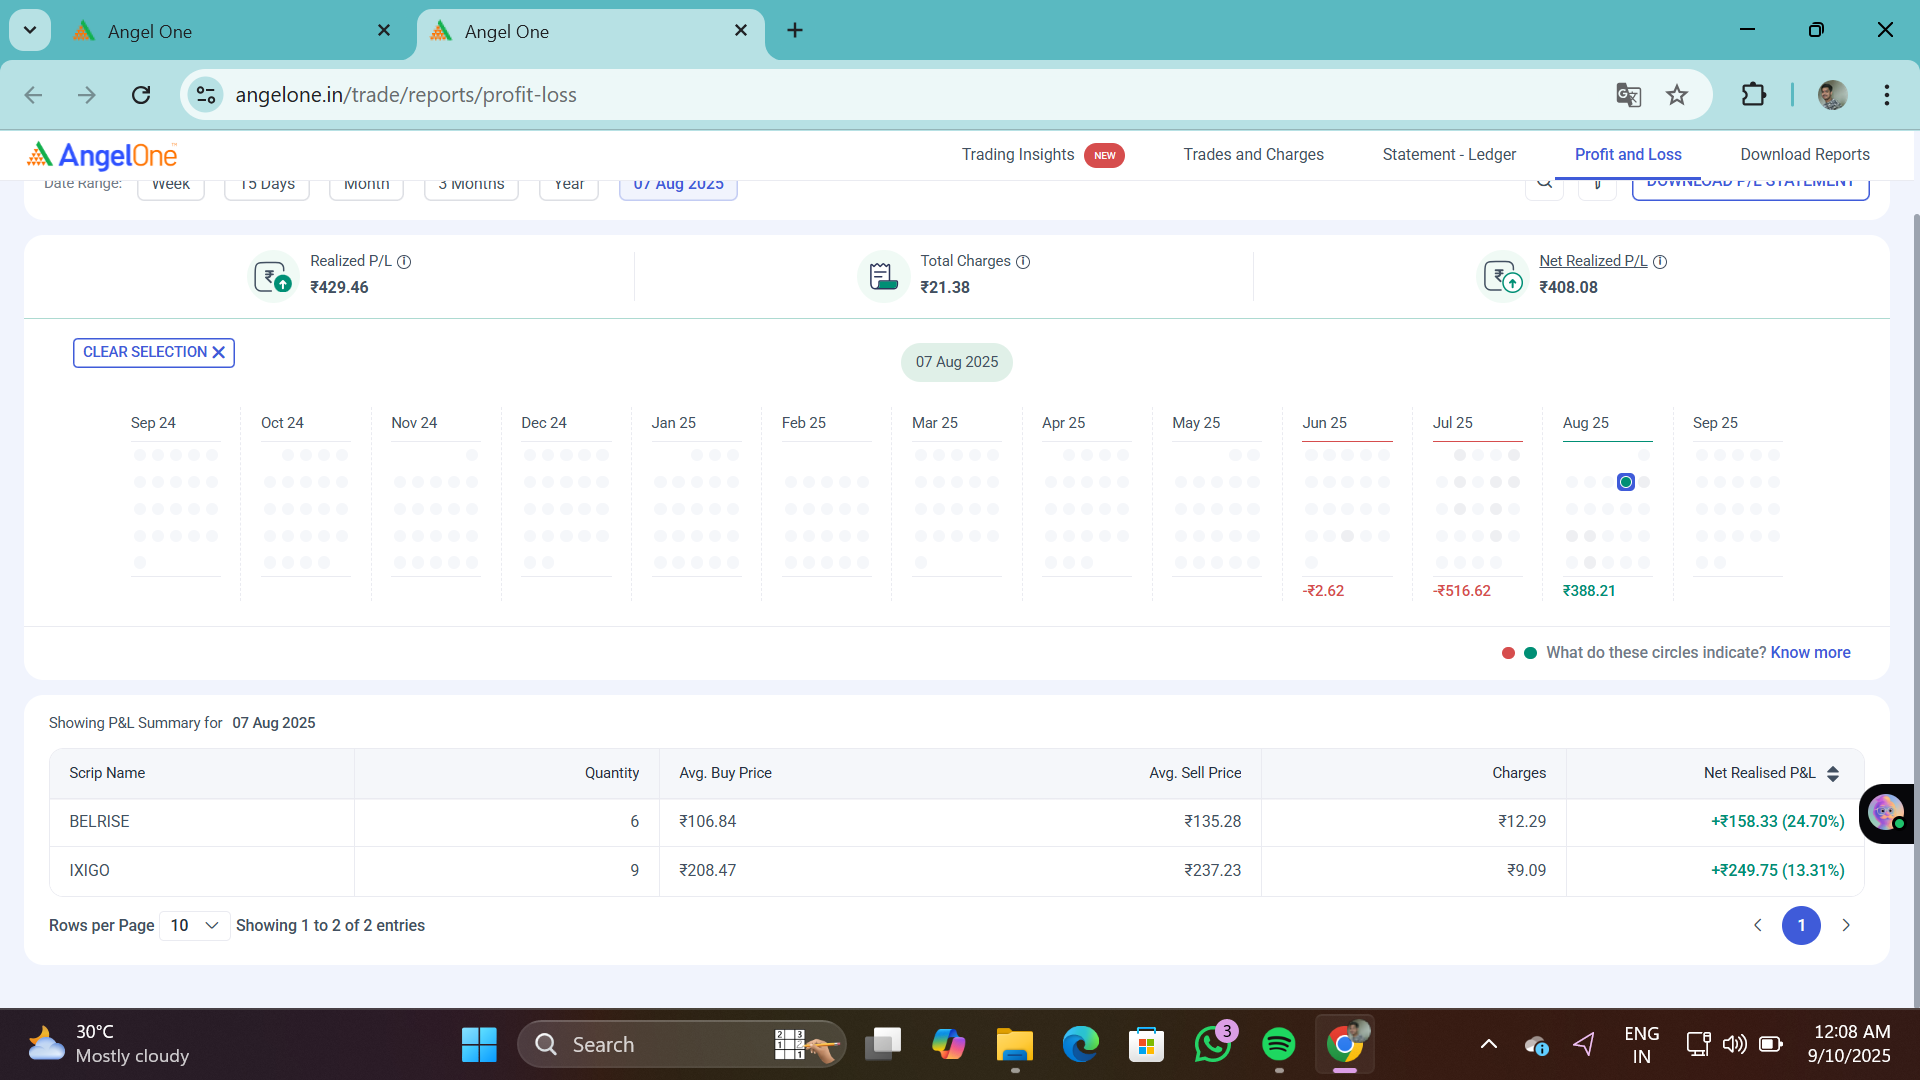 Angel One
Angel One
angelone.in/trade/reports/profit-loss
AngelOne
Trading Insights NEW Trades and Charges Statement - Ledger Profit and Loss Download Reports
Date Range: Week 15 Days Month 3 Months Year 07 Aug 2025 DOWNLOAD P/L STATEMENT
Realized P/L
₹429.46
Total Charges
₹21.38
Net Realized P/L
₹408.08
CLEAR SELECTION
07 Aug 2025
Sep 24 Oct 24 Nov 24 Dec 24 Jan 25 Feb 25 Mar 25 Apr 25 May 25 Jun 25 Jul 25 Aug 25 Sep 25
-₹2.62 -₹516.62 ₹388.21
What do these circles indicate? Know more
Showing P&L Summary for 07 Aug 2025
Scrip Name Quantity Avg. Buy Price Avg. Sell Price Charges Net Realised P&L
BELRISE 6 ₹106.84 ₹135.28 ₹12.29 +₹158.33 (24.70%)
IXIGO 9 ₹208.47 ₹237.23 ₹9.09 +₹249.75 (13.31%)
Rows per Page 10 Showing 1 to 2 of 2 entries 1
30°C
Mostly cloudy
Search
3
ENG
IN
12:08 AM
9/10/2025